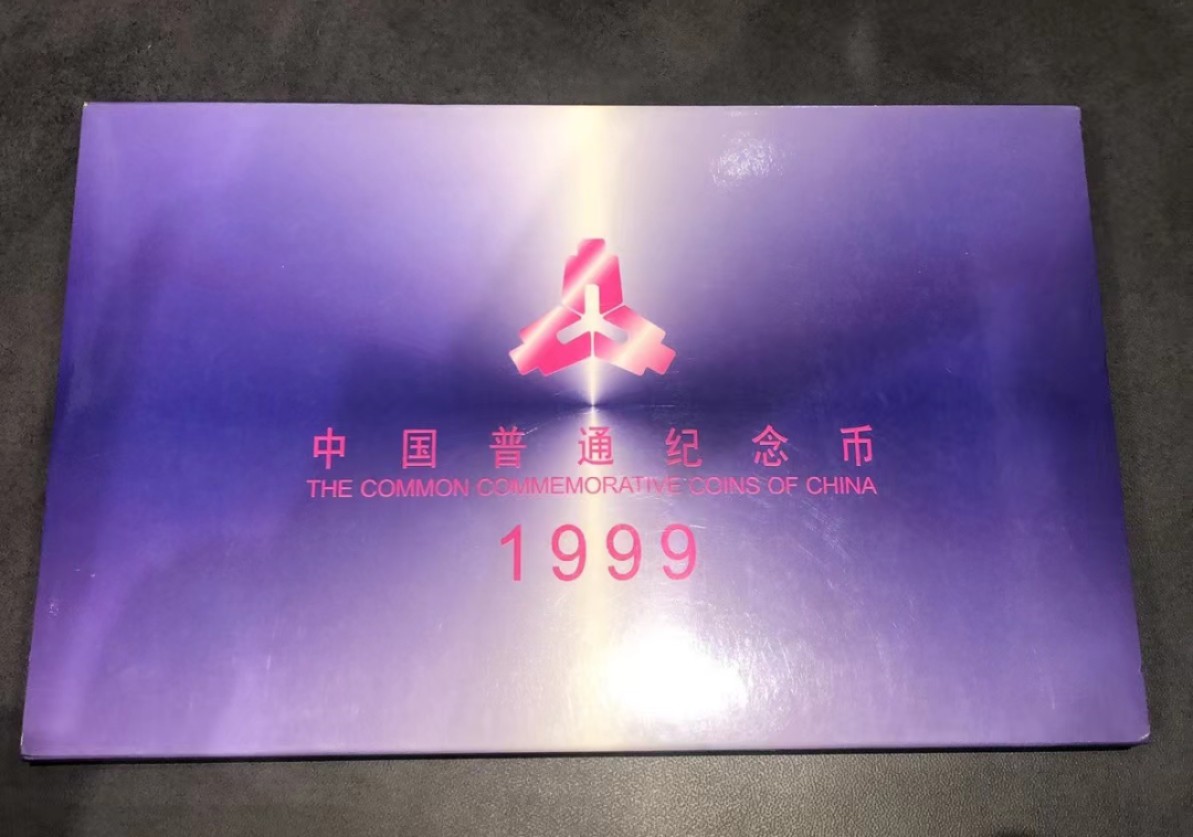 中国普通纪念币
THE COMMON COMMEMORATIVE COINS OF CHINA
1999